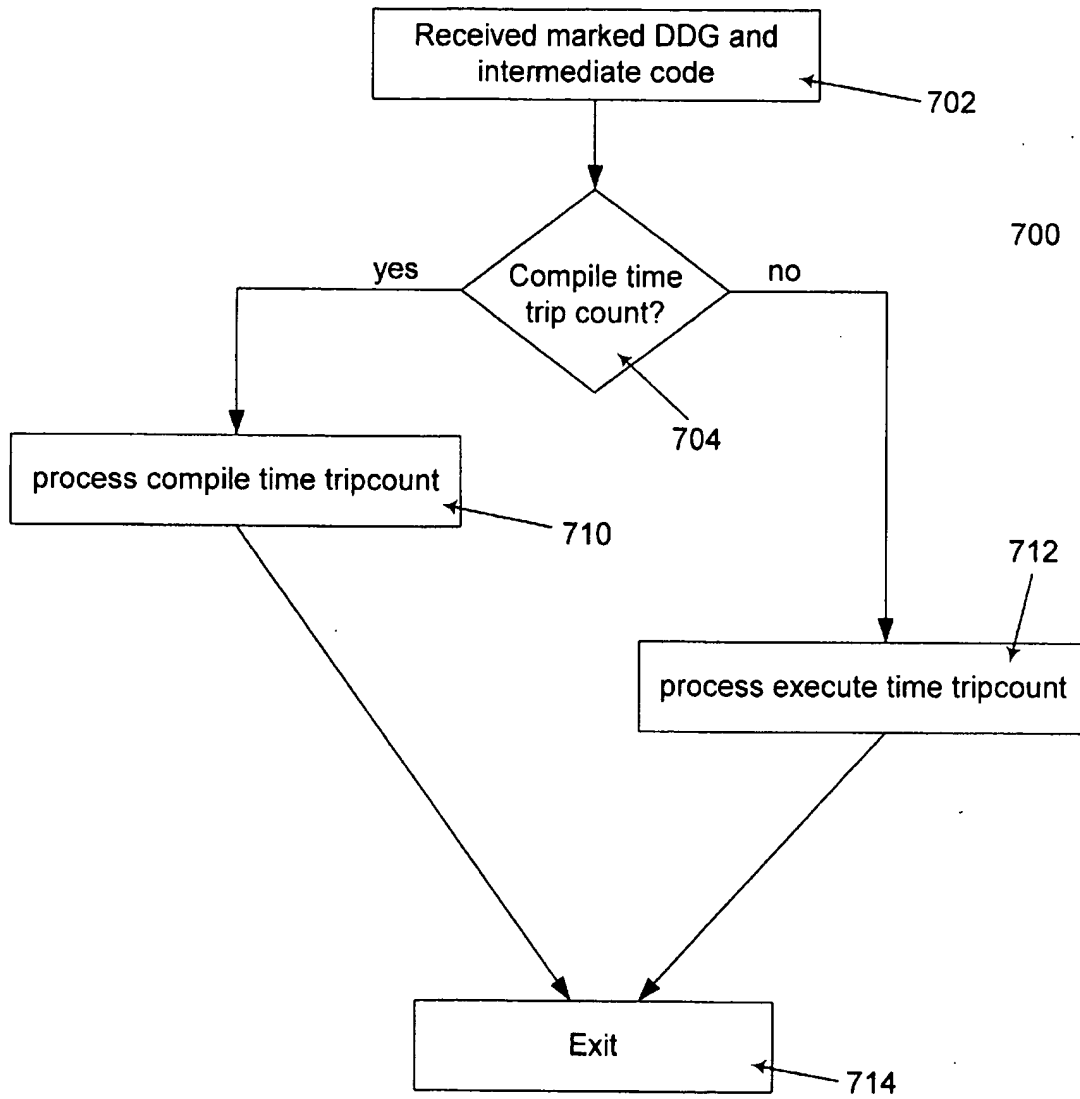 Received marked DDG and
intermediate code
702
700
yes
no
Compile time
trip count?
704
process compile time tripcount
710
712
process execute time tripcount
Exit
714